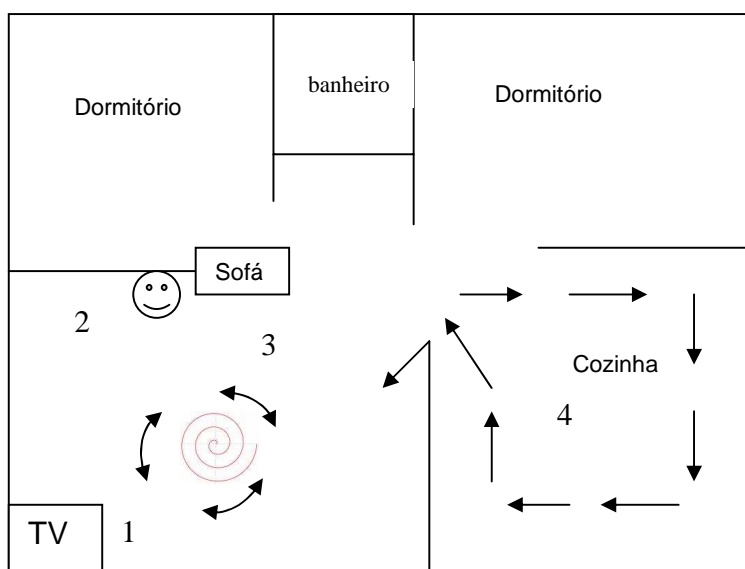 banheiro
Dormitório
Dormitório
Sofá
2
3
Cozinha
4
TV
1